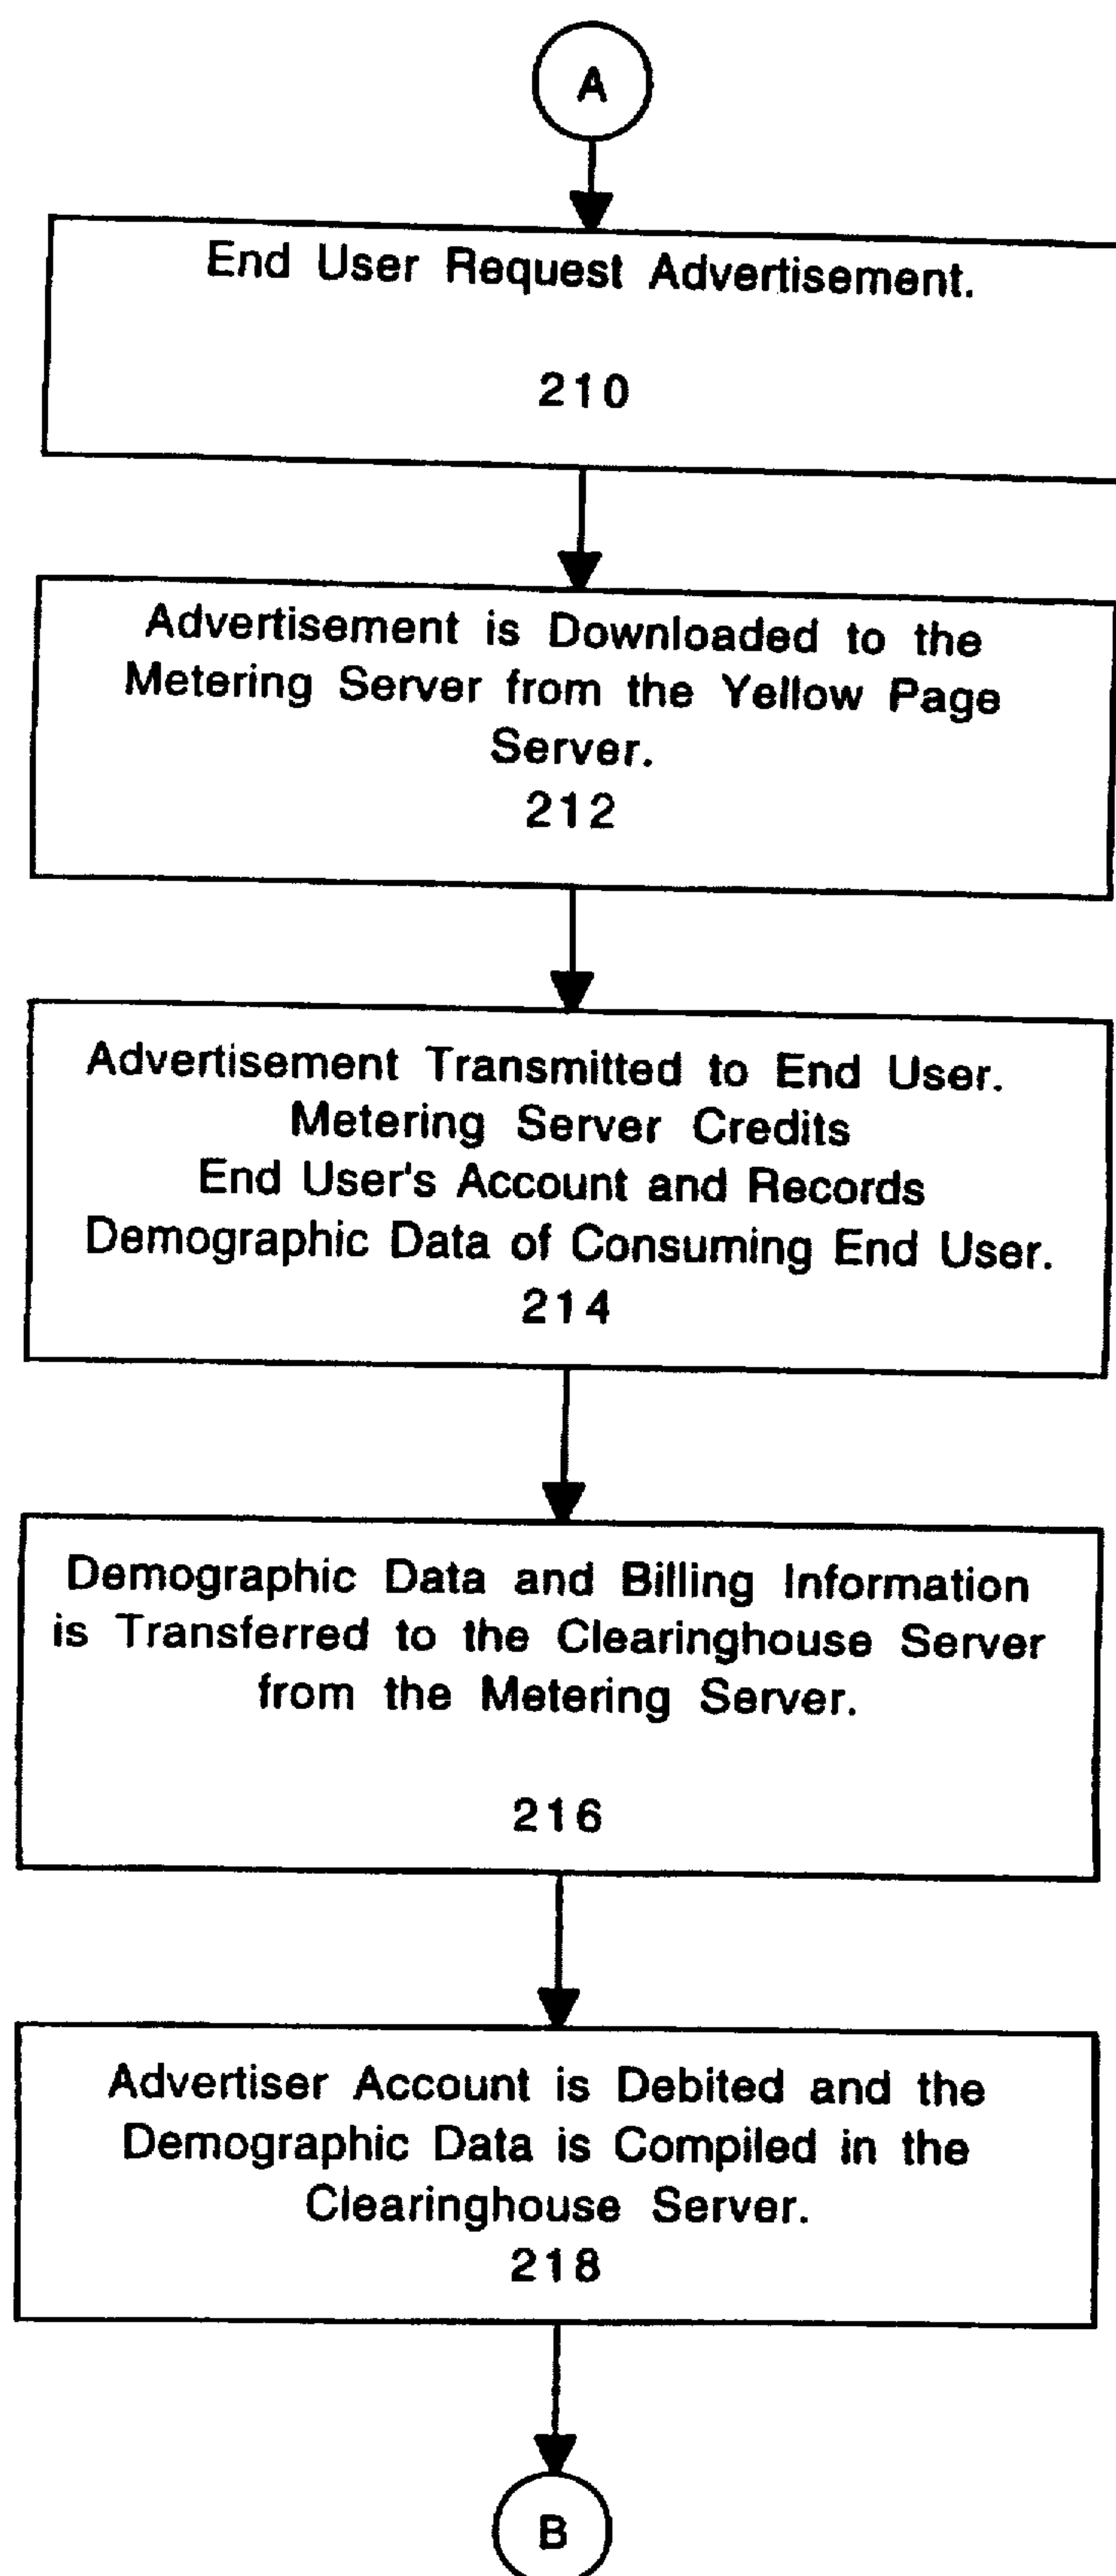 A
End User Request Advertisement.
210
Advertisement is Downloaded to the
Metering Server from the Yellow Page
Server.
212
Advertisement Transmitted to End User.
Metering Server Credits
End User's Account and Records
Demographic Data of Consuming End User.
214
Demographic Data and Billing Information
is Transferred to the Clearinghouse Server
from the Metering Server.
216
Advertiser Account is Debited and the
Demographic Data is Compiled in the
Clearinghouse Server.
218
B